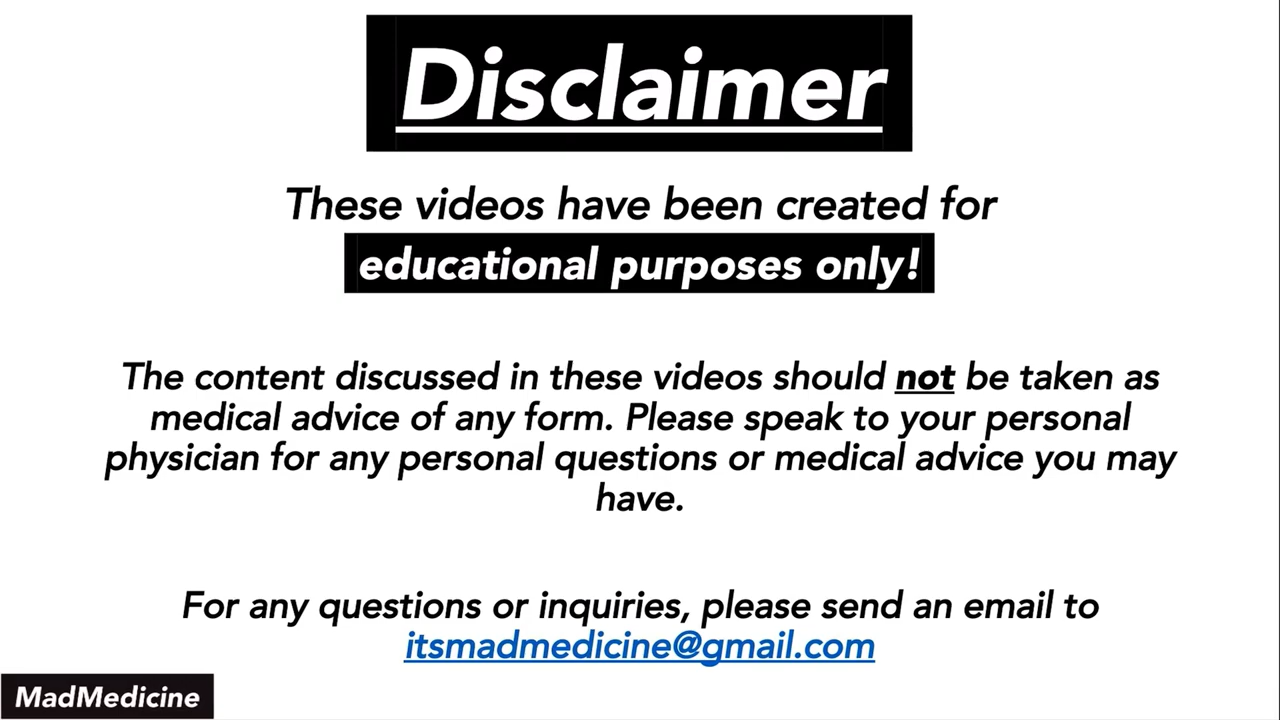 Disclaimer
These videos have been created for
educational purposes only!
The content discussed in these videos should not be taken as
medical advice of any form. Please speak to your personal
physician for any personal questions or medical advice you may
have.
For any questions or inquiries, please send an email to
itsmadmedicine@gmail.com
MadMedicine